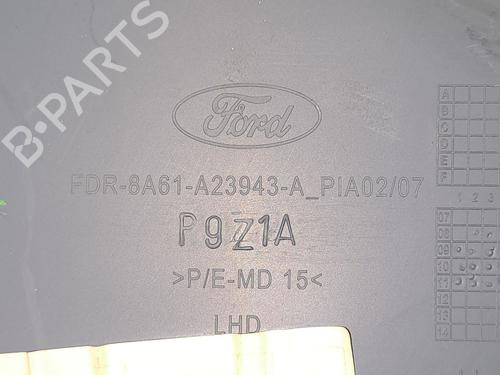 B-PARTS
Ford
FDR-8A61-A23943-A_PIA02/07
P9Z1A
>P/E-MD 15<
LHD
A
B
C
D
E
F
1 2 3
07
08
09
10
11
12
13
14